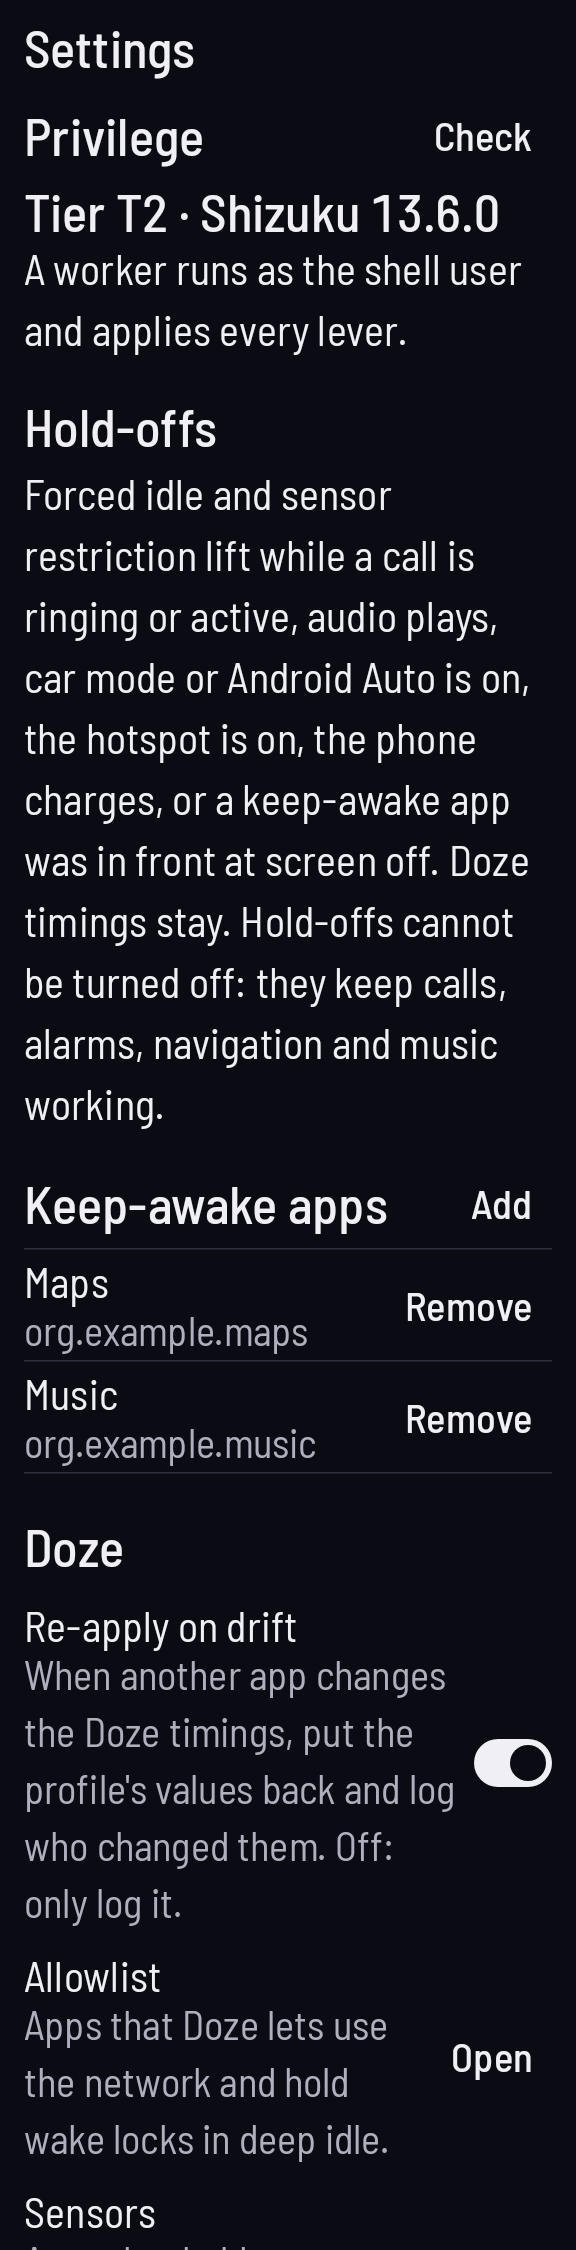 Settings
Privilege
Check
Tier T2 · Shizuku 13.6.0
A worker runs as the shell user
and applies every lever.
Hold-offs
Forced idle and sensor
restriction lift while a call is
ringing or active, audio plays,
car mode or Android Auto is on,
the hotspot is on, the phone
charges, or a keep-awake app
was in front at screen off. Doze
timings stay. Hold-offs cannot
be turned off: they keep calls,
alarms, navigation and music
working.
Keep-awake apps
Add
Maps
org.example.maps
Remove
Music
org.example.music
Remove
Doze
Re-apply on drift
When another app changes
the Doze timings, put the
profile's values back and log
who changed them. Off:
only log it.
Allowlist
Apps that Doze lets use
the network and hold
wake locks in deep idle.
Open
Sensors